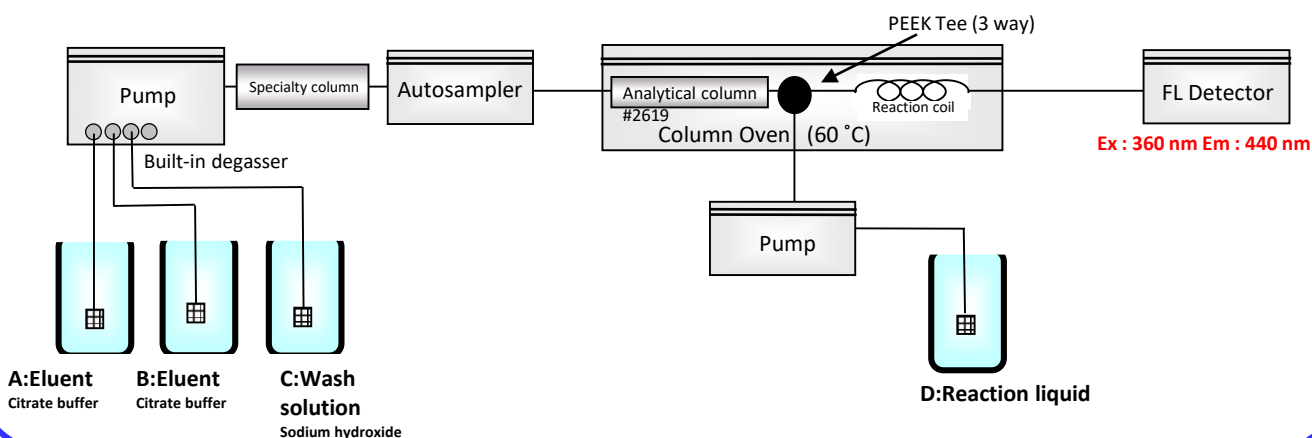 PEEK Tee (3 way)
Pump
Specialty column
Autosampler
Analytical column
#2619
Reaction coil
Column Oven (60 ˚C)
FL Detector
Ex : 360 nm Em : 440 nm
Built-in degasser
Pump
A:Eluent
Citrate buffer
B:Eluent
Citrate buffer
C:Wash
solution
Sodium hydroxide
D:Reaction liquid